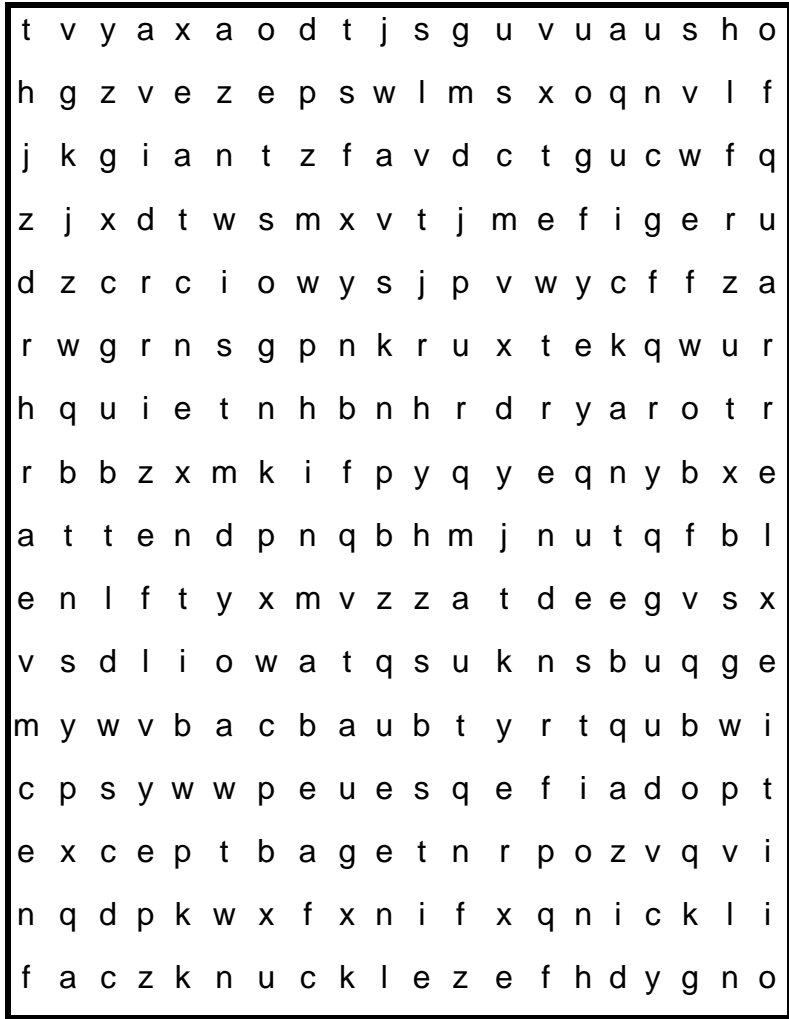 t v y a x a o d t j s g u v u a u s h o
h g z v e z e p s w l m s x o q n v l f
j k g i a n t z f a v d c t g u c w f q
z j x d t w s m x v t j m e f i g e r u
d z c r c i o w y s j p v w y c f f z a
r w g r n s g p n k r u x t e k q w u r
h q u i e t n h b n h r d r y a r o t r
r b b z x m k i f p y q y e q n y b x e
a t t e n d p n q b h m j n u t q f b l
e n l f t y x m v z z a t d e e g v s x
v s d l i o w a t q s u k n s b u q g e
m y w v b a c b a u b t y r t q u b w i
c p s y w w p e u e s q e f i a d o p t
e x c e p t b a g e t n r p o z v q v i
n q d p k w x f x n i f x q n i c k l i
f a c z k n u c k l e z e f h d y g n o